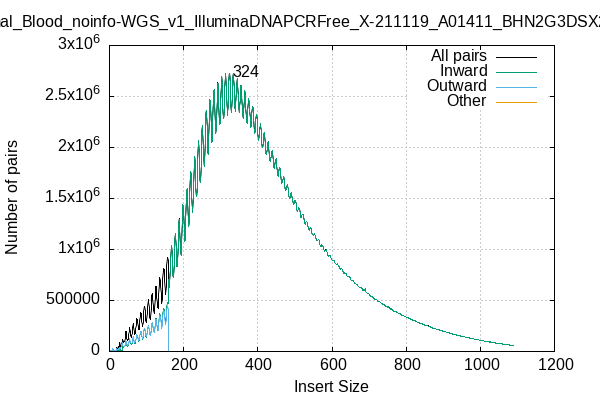 al_Blood_noinfo-WGS_v1_IlluminaDNAPCRFree_X-211119_A01411_BHN2G3DSX
3x10^6
2.5x10^6
2x10^6
1.5x10^6
1x10^6
500000
0
Number of pairs
324
All pairs
Inward
Outward
Other
0 200 400 600 800 1000 1200
Insert Size